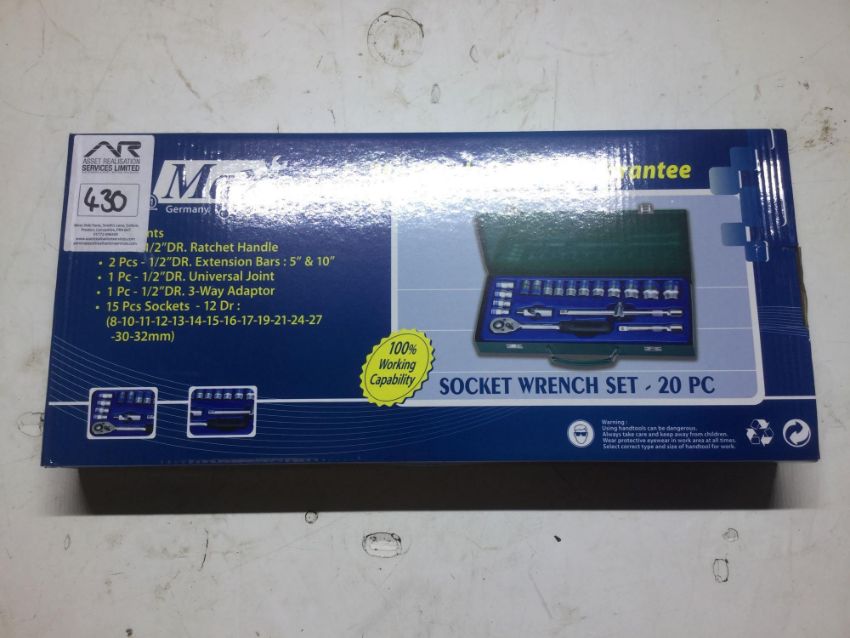 AR
ASSET REALISATION
SERVICES LIMITED
430
Germany
1/2"DR. Ratchet Handle
• 2 Pcs - 1/2"DR. Extension Bars : 5" & 10"
• 1 Pc - 1/2"DR. Universal Joint
• 1 Pc - 1/2"DR. 3-Way Adaptor
• 15 Pcs Sockets - 12 Dr :
(8-10-11-12-13-14-15-16-17-19-21-24-27
-30-32mm)
100%
Working
Capability
SOCKET WRENCH SET - 20 PC
Warning :
Using handtools can be dangerous.
Always take care and keep away from children.
Wear protective eyewear in work area at all times.
Select correct type and size of handtool for work.